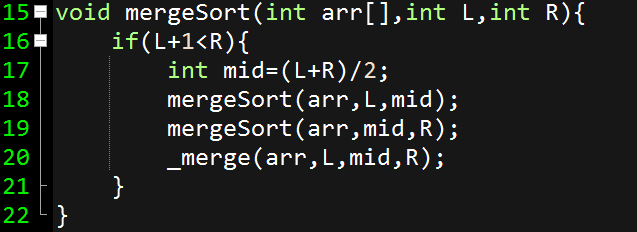 15 void mergeSort(int arr[],int L,int R){
16     if(L+1<R){
17         int mid=(L+R)/2;
18         mergeSort(arr,L,mid);
19         mergeSort(arr,mid,R);
20         _merge(arr,L,mid,R);
21     }
22 }